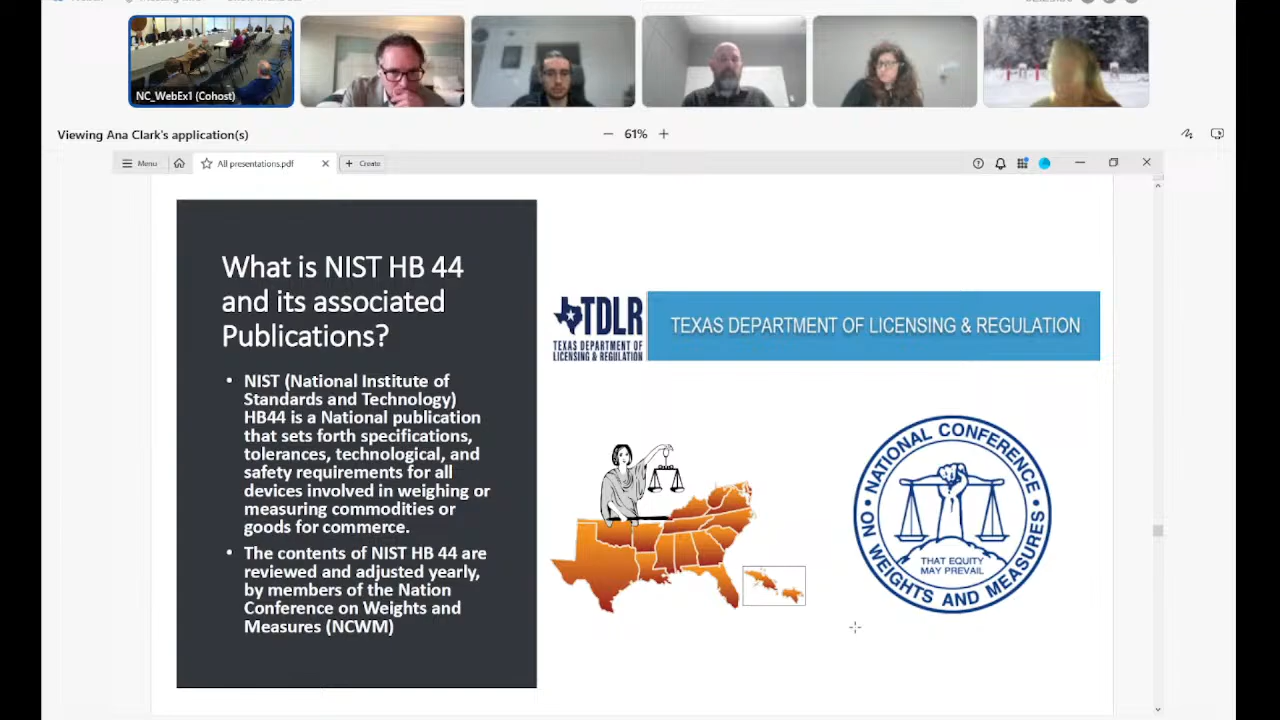 NC_WebEx1 (Cohost)
Viewing Ana Clark's application(s)
61%
Menu
All presentations.pdf
Create
What is NIST HB 44
and its associated
Publications?
• NIST (National Institute of
Standards and Technology)
HB44 is a National publication
that sets forth specifications,
tolerances, technological, and
safety requirements for all
devices involved in weighing or
measuring commodities or
goods for commerce.
• The contents of NIST HB 44 are
reviewed and adjusted yearly,
by members of the Nation
Conference on Weights and
Measures (NCWM)
TDLR
TEXAS DEPARTMENT OF
LICENSING & REGULATION
TEXAS DEPARTMENT OF LICENSING & REGULATION
NATIONAL CONFERENCE
ON WEIGHTS AND MEASURES
THAT EQUITY
MAY PREVAIL